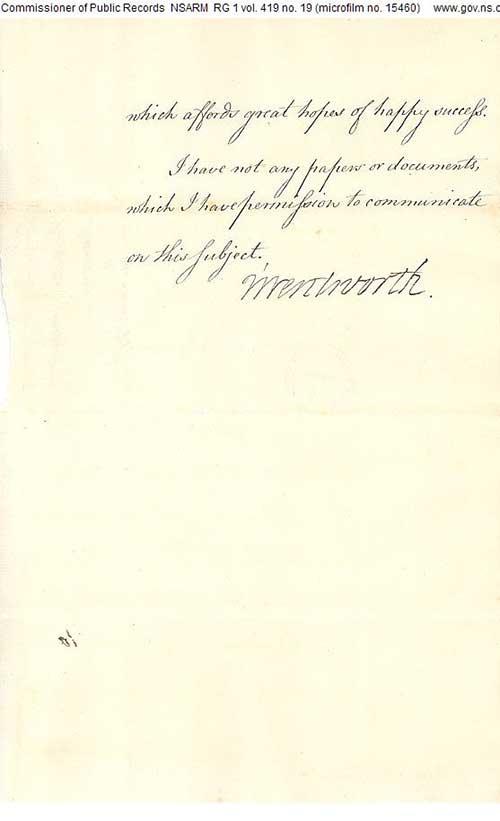 Commissioner of Public Records NSARM RG 1 vol. 419 no. 19 (microfilm no. 15460) www.gov.ns.c
which affords great hopes of happy success.
I have not any papers or documents,
which I have permission to communicate
on this subject.
Wentworth.